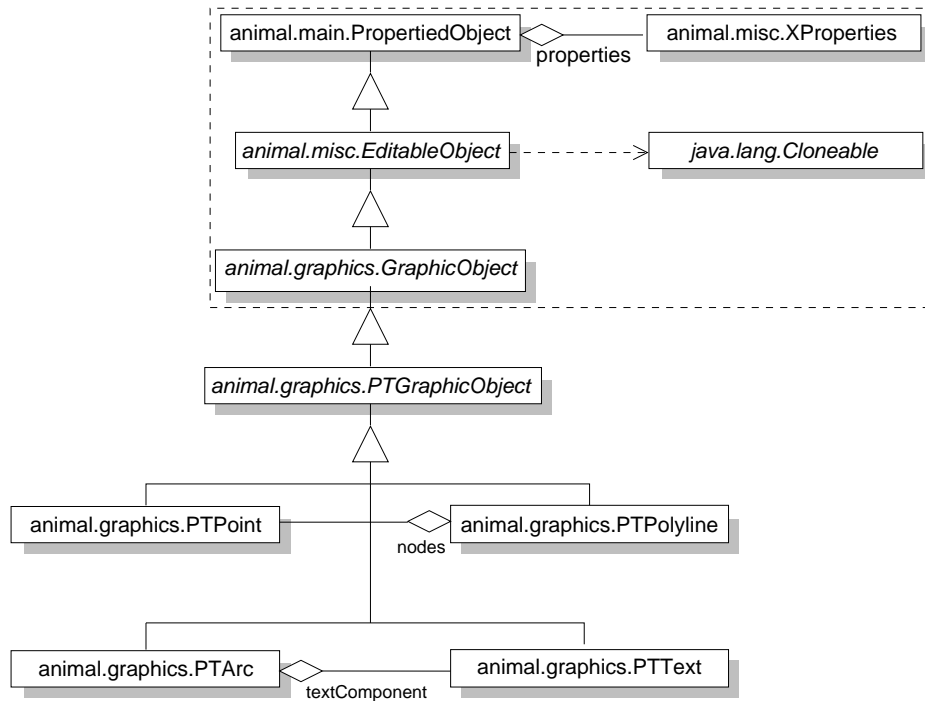 animal.main.PropertiedObject
animal.misc.XProperties
properties
animal.misc.EditableObject
java.lang.Cloneable
animal.graphics.GraphicObject
animal.graphics.PTGraphicObject
animal.graphics.PTPoint
animal.graphics.PTPolyline
nodes
animal.graphics.PTArc
animal.graphics.PTText
textComponent